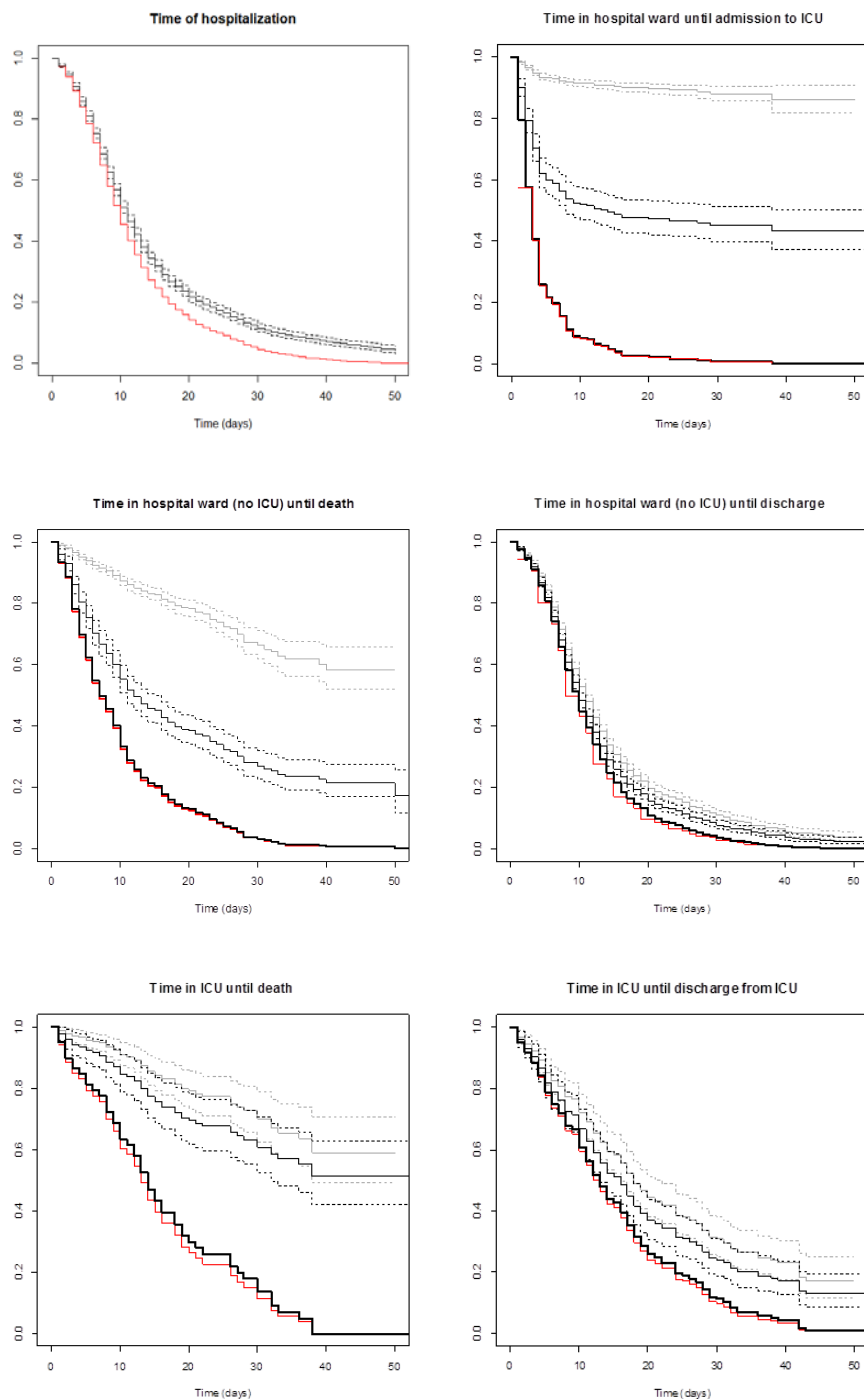 Time of hospitalization
1.0
0.8
0.6
0.4
0.2
0.0
0 10 20 30 40 50
Time (days)
Time in hospital ward until admission to ICU
1.0
0.8
0.6
0.4
0.2
0.0
0 10 20 30 40 50
Time (days)
Time in hospital ward (no ICU) until death
1.0
0.8
0.6
0.4
0.2
0.0
0 10 20 30 40 50
Time (days)
Time in hospital ward (no ICU) until discharge
1.0
0.8
0.6
0.4
0.2
0.0
0 10 20 30 40 50
Time (days)
Time in ICU until death
1.0
0.8
0.6
0.4
0.2
0.0
0 10 20 30 40 50
Time (days)
Time in ICU until discharge from ICU
1.0
0.8
0.6
0.4
0.2
0.0
0 10 20 30 40 50
Time (days)